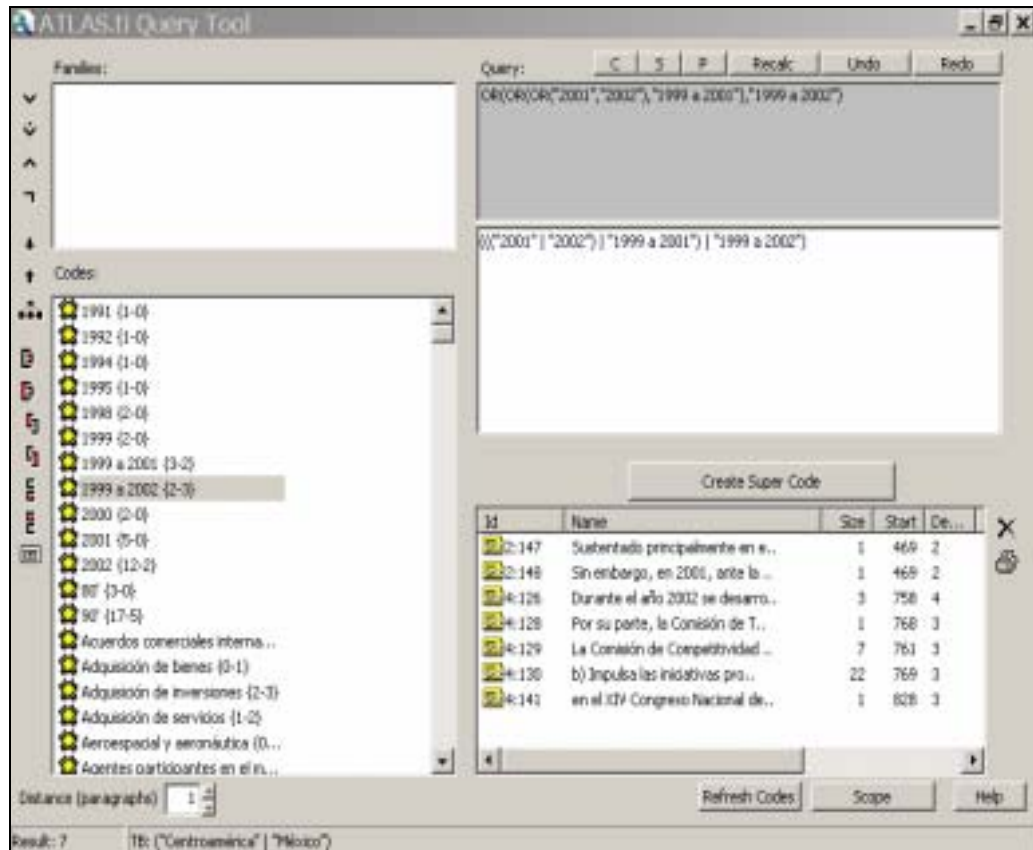 ATLAS.ti Query Tool
Families:
Query:
C S P Recalc Undo Redo
OR(OR(OR("2001","2002"),"1999 a 2001"),"1999 a 2002")
((("2001" | "2002") | "1999 a 2001") | "1999 a 2002")
Codes:
1991 {1-0}
1992 {1-0}
1994 {1-0}
1995 {1-0}
1998 {2-0}
1999 {2-0}
1999 a 2001 {3-2}
1999 a 2002 {2-3}
2000 {2-0}
2001 {5-0}
2002 {12-2}
80' {3-0}
90' {17-5}
Acuerdos comerciales interna...
Adquisición de bienes {0-1}
Adquisición de inversiones {2-3}
Adquisición de servicios {1-2}
Aeroespacial y aeronáutica {0...
Agentes participantes en el m...
Create Super Code
Id Name Size Start De...
2:147 Sustentado principalmente en e.. 1 469 2
2:148 Sin embargo, en 2001, ante la .. 1 469 2
4:126 Durante el año 2002 se desarro.. 3 758 4
4:128 Por su parte, la Comisión de T.. 1 768 3
4:129 La Comisión de Competitividad .. 7 761 3
4:130 b) Impulsa las iniciativas pro.. 22 769 3
4:141 en el XIV Congreso Nacional de.. 1 828 3
Distance (paragraphs) 1
Refresh Codes Scope Help
Result: 7 TB: ("Centroamérica" | "México")